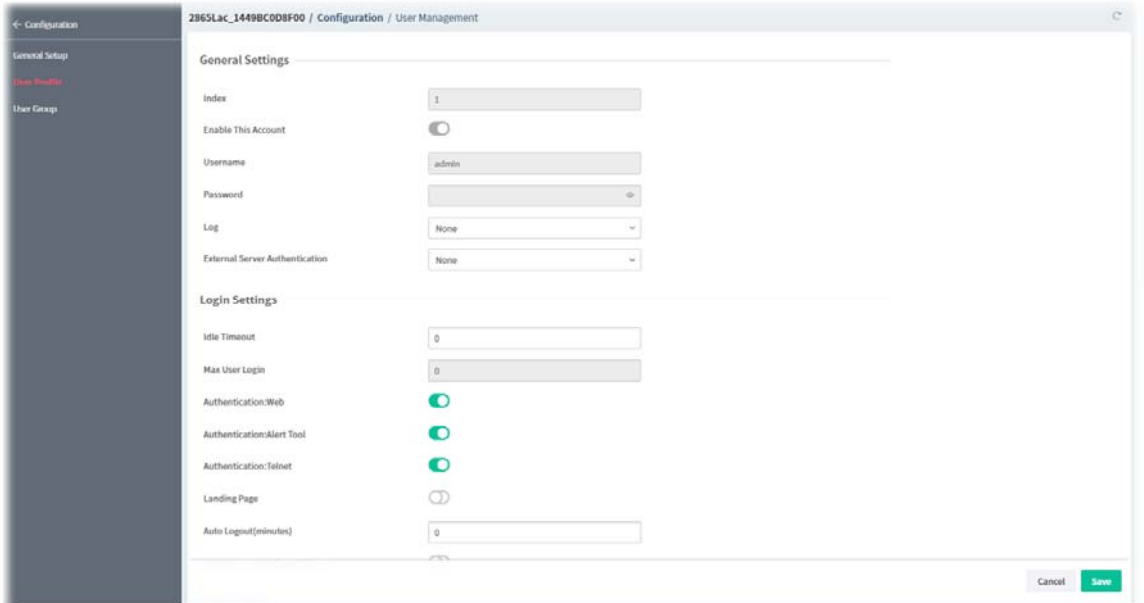 ← Configuration
General Setup
User Profile
User Group
2865Lac_1449BC0D8F00 / Configuration / User Management
General Settings
Index
1
Enable This Account
Username
admin
Password
Log
None
External Server Authentication
None
Login Settings
Idle Timeout
0
Max User Login
0
Authentication:Web
Authentication:Alert Tool
Authentication:Telnet
Landing Page
Auto Logout(minutes)
0
Cancel
Save